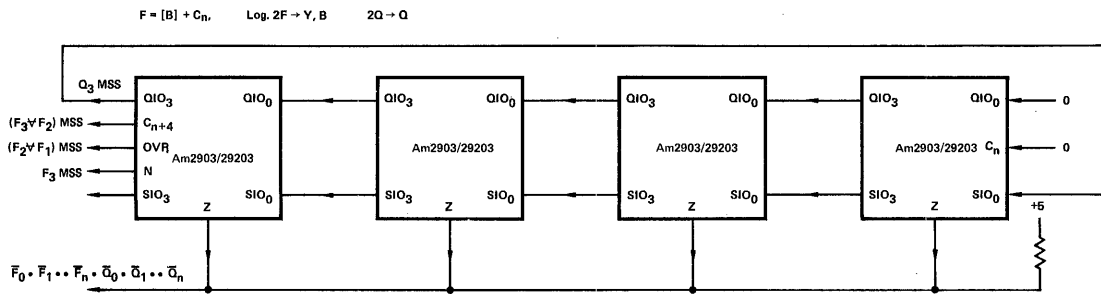 F = [B] + Cn, Log. 2F → Y, B 2Q → Q
Q3 MSS
QIO3 QIO0 QIO3 QIO0 QIO3 QIO0 QIO3 QIO0 0
(F3∀F2) MSS Cn+4
(F2∀F1) MSS OVR Am2903/29203 Am2903/29203 Am2903/29203 Am2903/29203 Cn 0
F3 MSS N
SIO3 SIO0 SIO3 SIO0 SIO3 SIO0 SIO3 SIO0
Z Z Z Z +5
F̅0 • F̅1 •• F̅n • Q̅0 • Q̅1 •• Q̅n